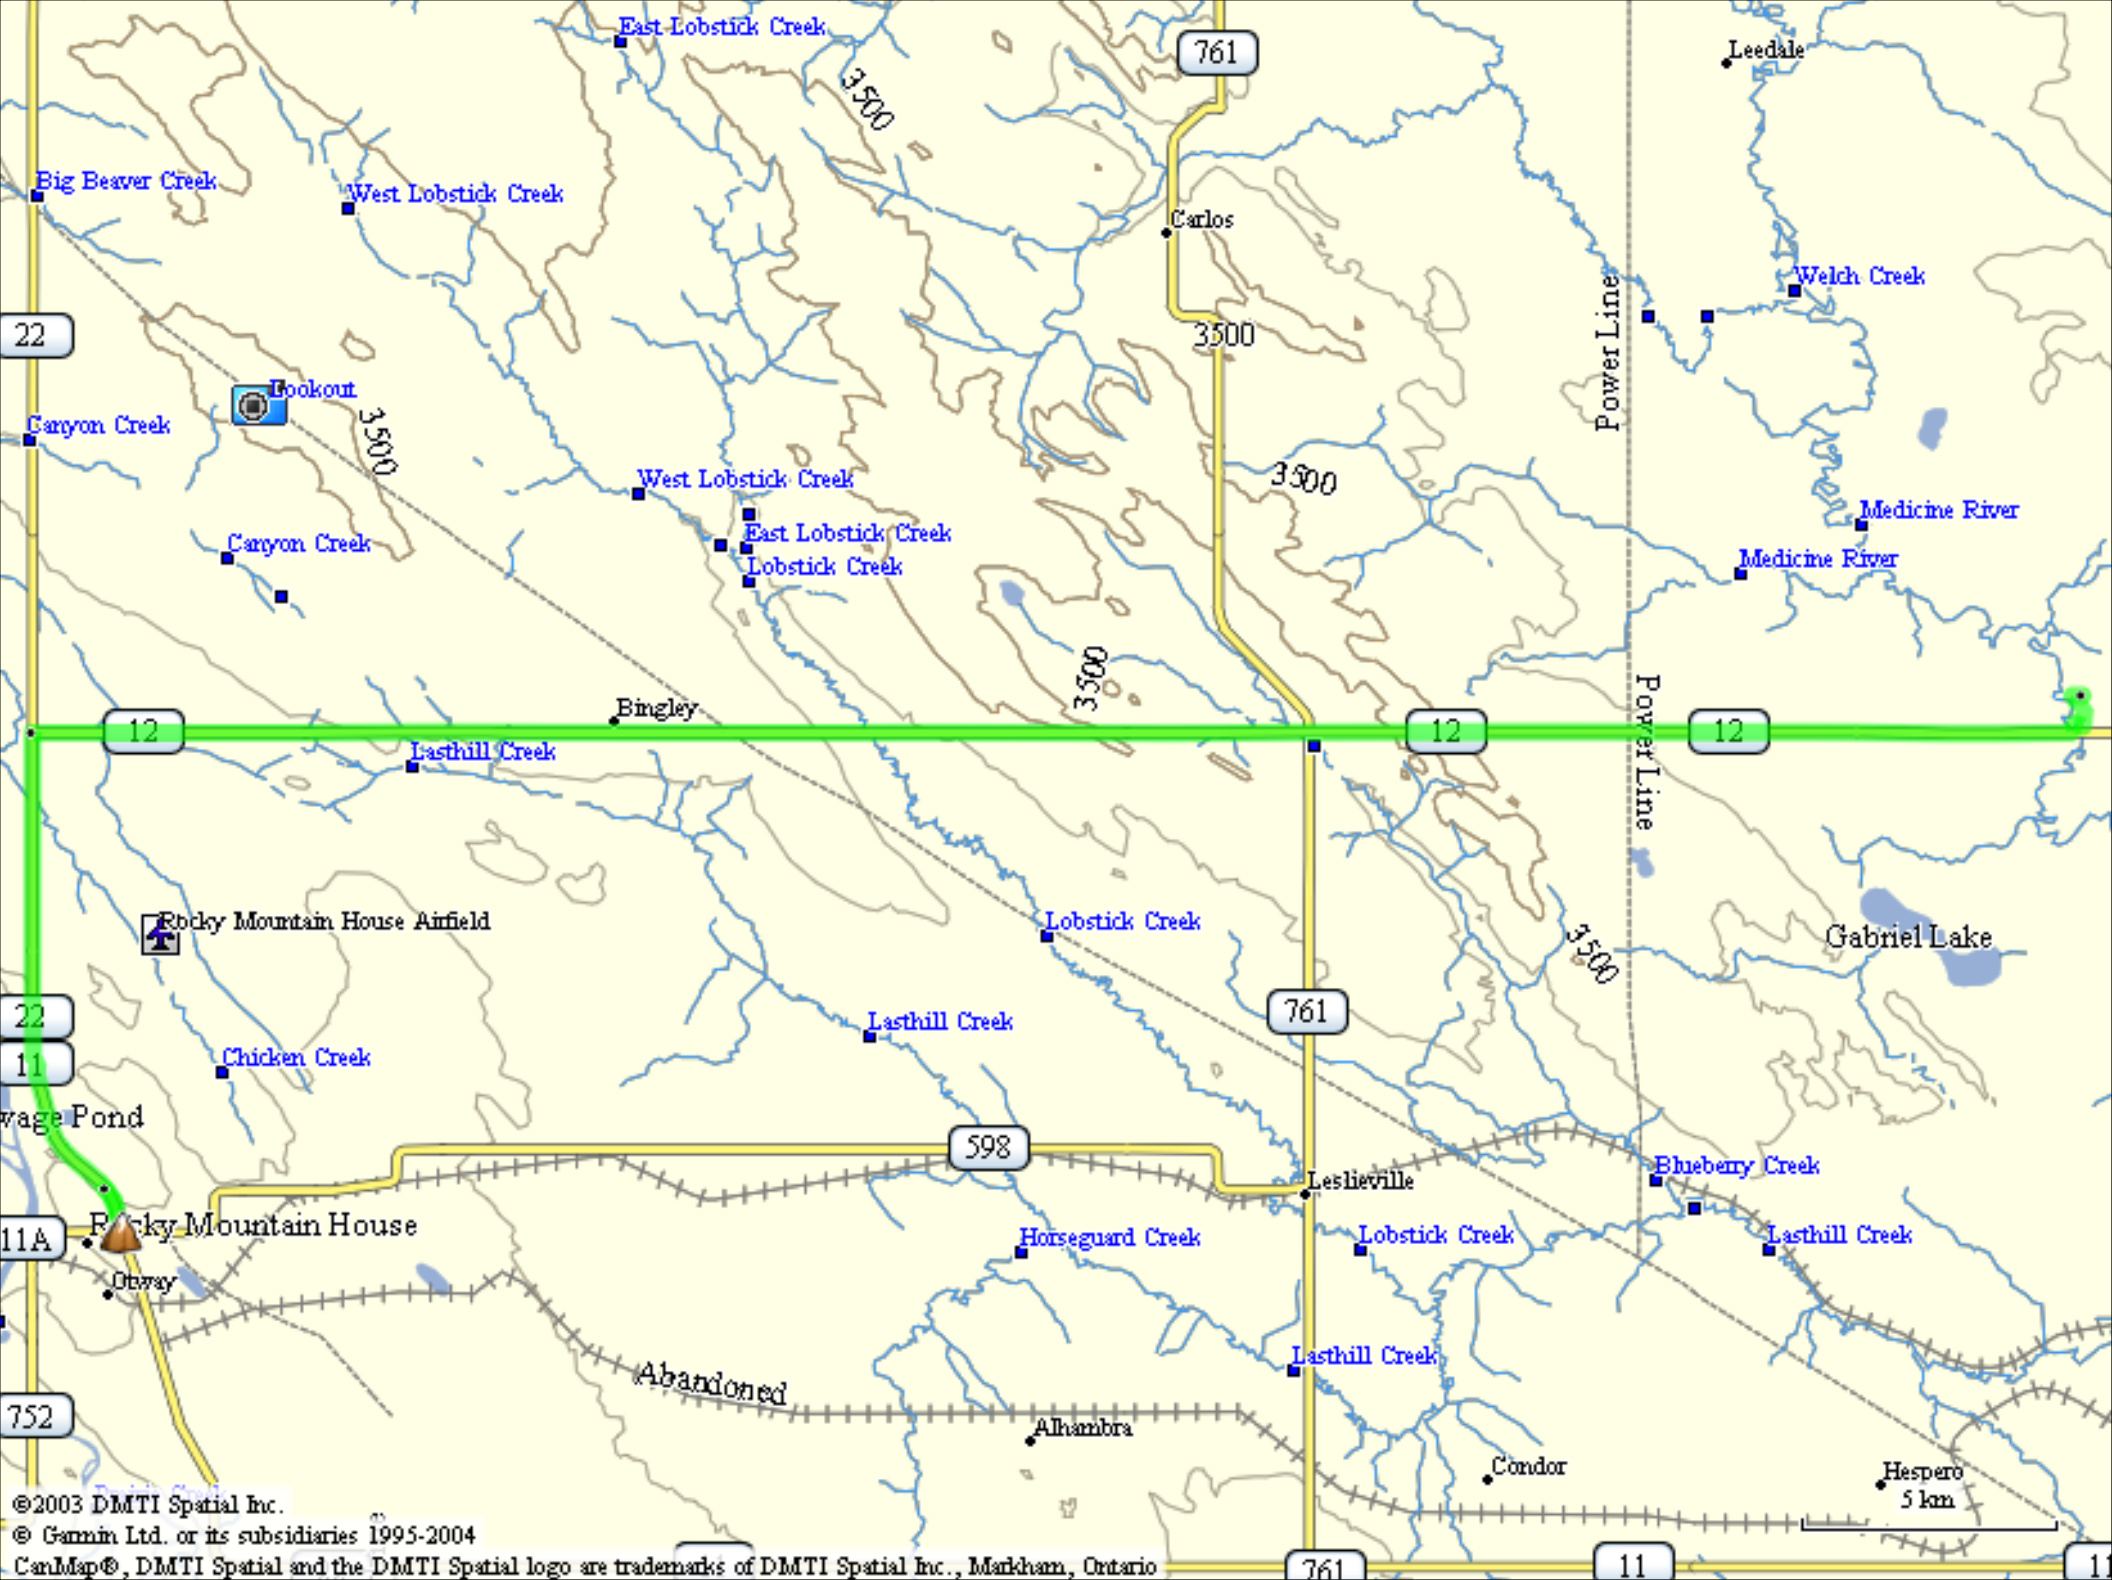 East Lobstick Creek
761
Leedale
3500
Big Beaver Creek
West Lobstick Creek
Carlos
Welch Creek
Power Line
22
3500
Lookout
3500
Canyon Creek
West Lobstick Creek
3500
Medicine River
East Lobstick Creek
Canyon Creek
Lobstick Creek
Medicine River
3500
Power Line
Bingley
12
12
12
Lasthill Creek
Rocky Mountain House Airfield
Lobstick Creek
3500
Gabriel Lake
22
761
Lasthill Creek
11
Chicken Creek
wage Pond
598
Blueberry Creek
Leslieville
11A
Rocky Mountain House
Horseguard Creek
Lobstick Creek
Lasthill Creek
Otway
Lasthill Creek
Abandoned
752
Alhambra
Condor
Hespero
5 km
Prairie Creek
©2003 DMTI Spatial Inc.
© Garmin Ltd. or its subsidiaries 1995-2004
CanMap®, DMTI Spatial and the DMTI Spatial logo are trademarks of DMTI Spatial Inc., Markham, Ontario
761
11
11